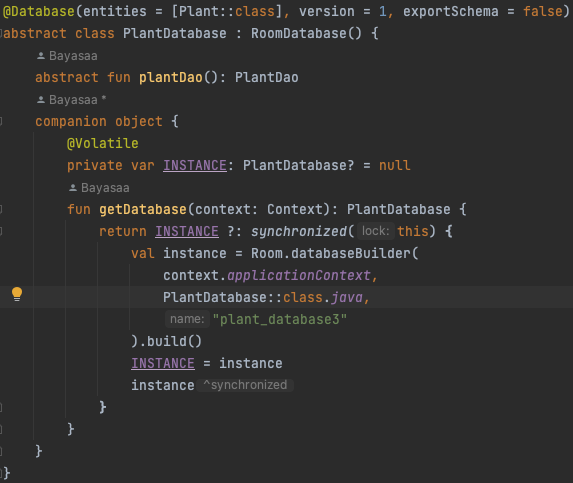 @Database(entities = [Plant::class], version = 1, exportSchema = false)
abstract class PlantDatabase : RoomDatabase() {
Bayasaa
abstract fun plantDao(): PlantDao
Bayasaa *
companion object {
@Volatile
private var INSTANCE: PlantDatabase? = null
Bayasaa
fun getDatabase(context: Context): PlantDatabase {
return INSTANCE ?: synchronized( lock: this) {
val instance = Room.databaseBuilder(
context.applicationContext,
PlantDatabase::class.java,
name: "plant_database3"
).build()
INSTANCE = instance
instance ^synchronized
}
}
}
}